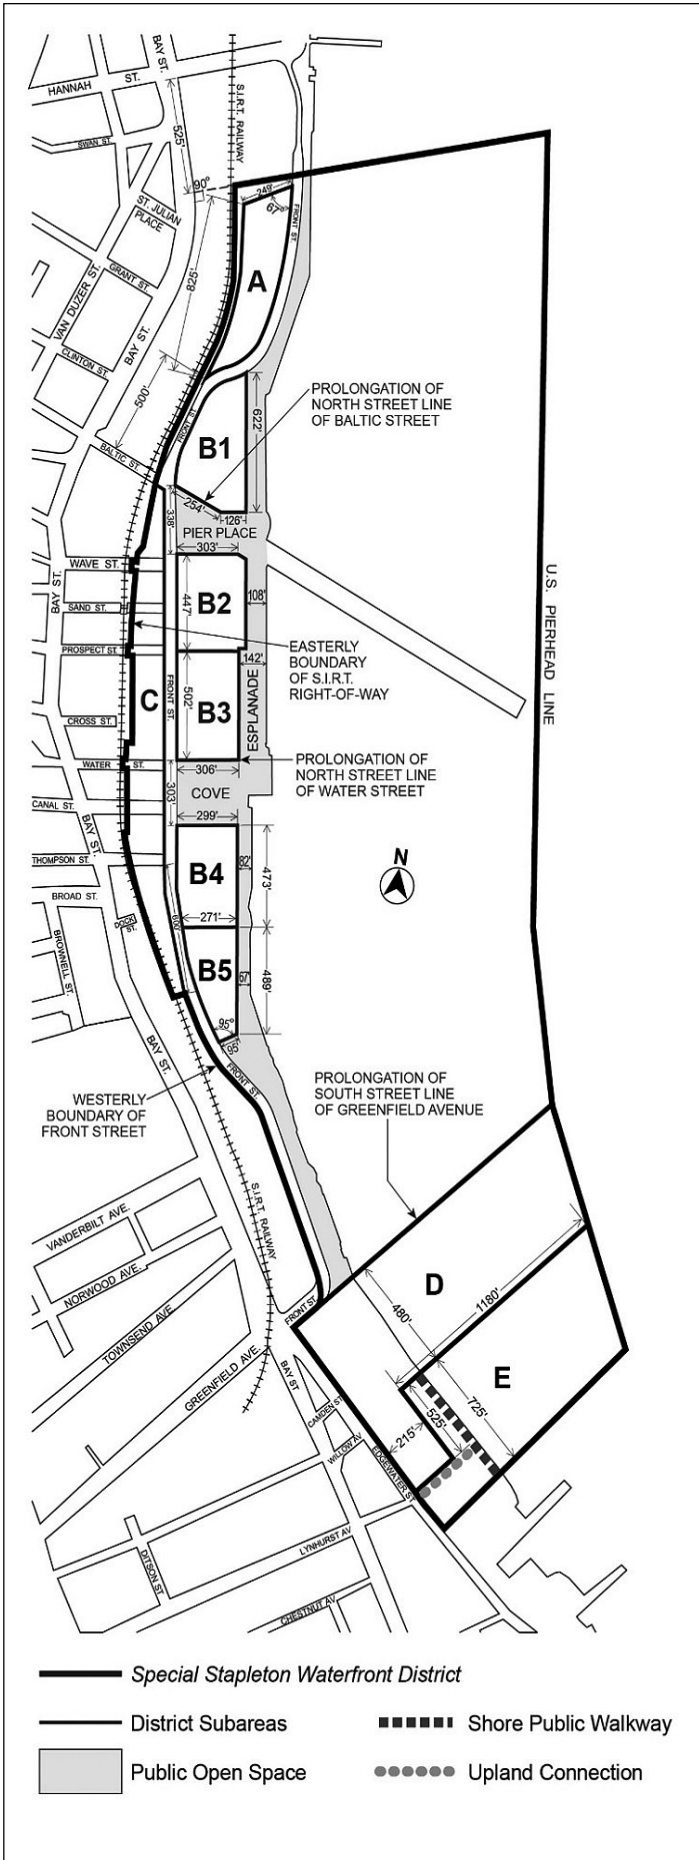 HANNAH ST.
BAY ST.
S.I.R.T. RAILWAY
525'
SWAN ST.
90°
249'
67°
FRONT ST.
ST. JULIAN
PLACE
A
825'
GRANT ST.
VAN DUZER ST.
BAY ST.
CLINTON ST.
500'
PROLONGATION OF
NORTH STREET LINE
OF BALTIC STREET
FRONT ST.
622'
B1
BALTIC ST.
254'
126'
338'
PIER PLACE
303'
WAVE ST.
U.S. PIERHEAD LINE
BAY ST.
B2
447'
108'
SAND ST.
PROSPECT ST.
EASTERLY
BOUNDARY
OF S.I.R.T.
RIGHT-OF-WAY
142'
C
FRONT ST.
502'
B3
ESPLANADE
CROSS ST.
WATER ST.
306'
PROLONGATION OF
NORTH STREET LINE
OF WATER STREET
303'
COVE
CANAL ST.
299'
BAY ST.
THOMPSON ST.
B4
82'
473'
N
BROAD ST.
600'
271'
DOCK
ST.
BROWNELL ST.
B5
67'
489'
95°
95'
BAY ST.
FRONT ST.
WESTERLY
BOUNDARY OF
FRONT STREET
PROLONGATION OF
SOUTH STREET LINE
OF GREENFIELD AVENUE
S.I.R.T. RAILWAY
VANDERBILT AVE.
NORWOOD AVE.
D
480'
1180'
FRONT ST.
TOWNSEND AVE.
GREENFIELD AVE.
BAY ST
E
725'
525'
215'
CAMDEN ST
WILLOW AV
EDGEWATER ST
LYNHURST AV
DITSON ST
CHESTNUT AV
Special Stapleton Waterfront District
District Subareas
Shore Public Walkway
Public Open Space
Upland Connection